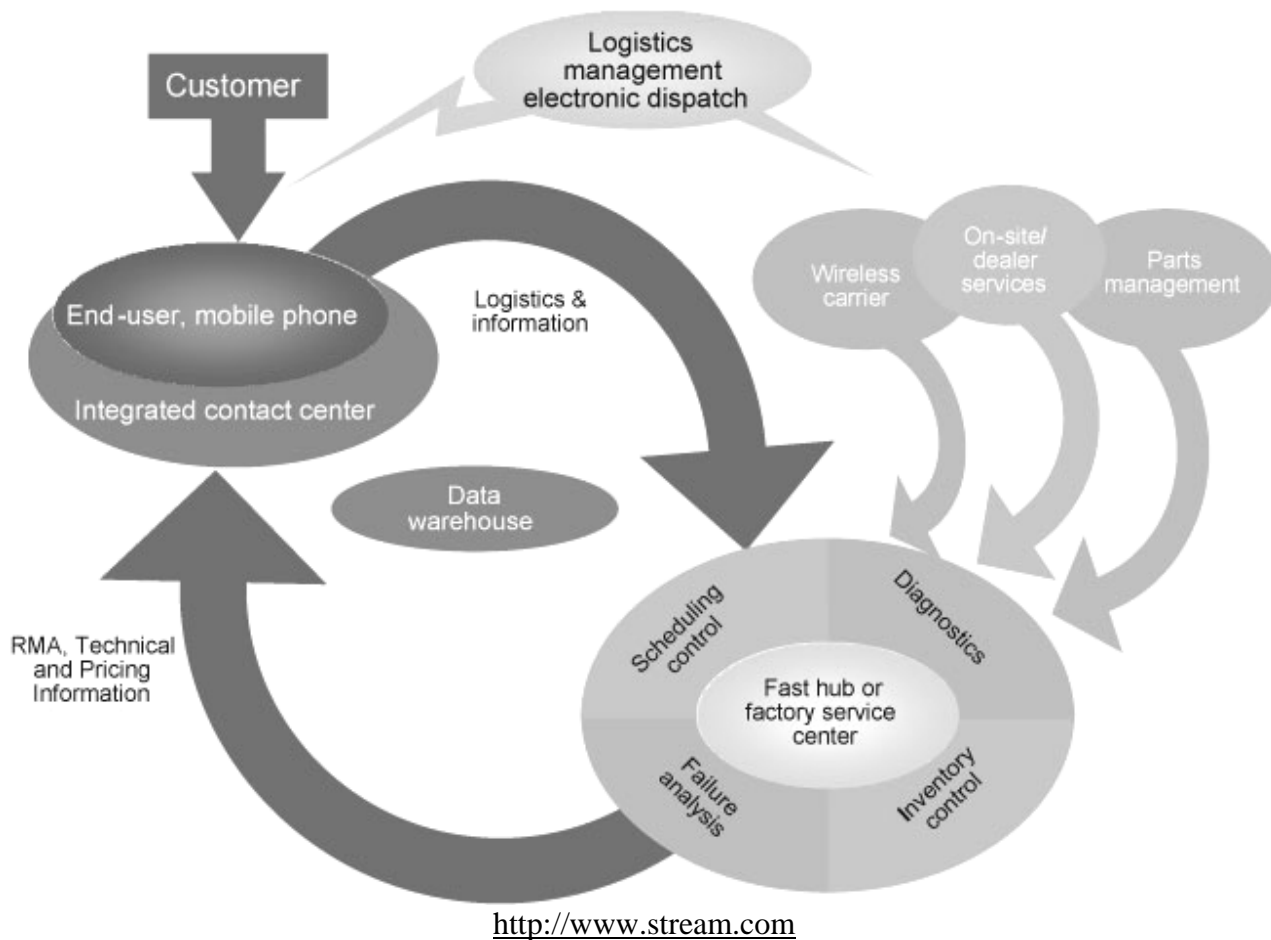 Logistics
management
electronic dispatch
Customer
On-site/
dealer
services
Wireless
carrier
Parts
management
End-user, mobile phone
Logistics &
information
Integrated contact center
Data
warehouse
Scheduling
control
Diagnostics
RMA, Technical
and Pricing
Information
Fast hub or
factory service
center
Failure
analysis
Inventory
control
http://www.stream.com